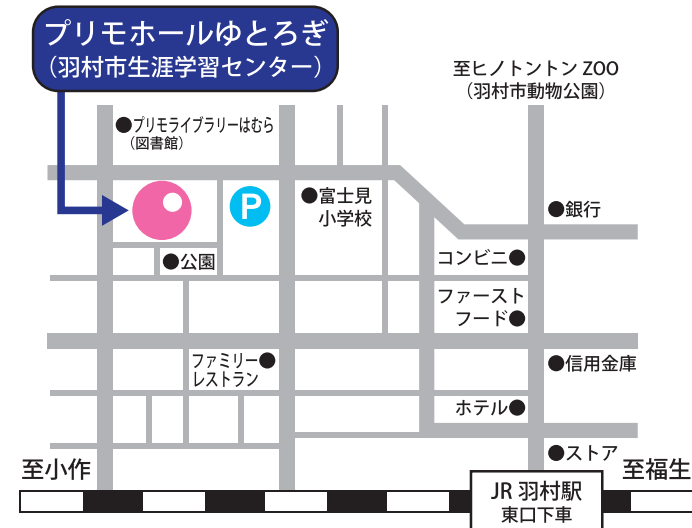 プリモホールゆとろぎ
（羽村市生涯学習センター）
至ヒノトントン ZOO
（羽村市動物公園）
●プリモライブラリーはむら
（図書館）
P
●富士見
小学校
●銀行
●公園
コンビニ●
ファースト
フード●
ファミリー●
レストラン
●信用金庫
ホテル●
●ストア
至小作
至福生
JR 羽村駅
東口下車